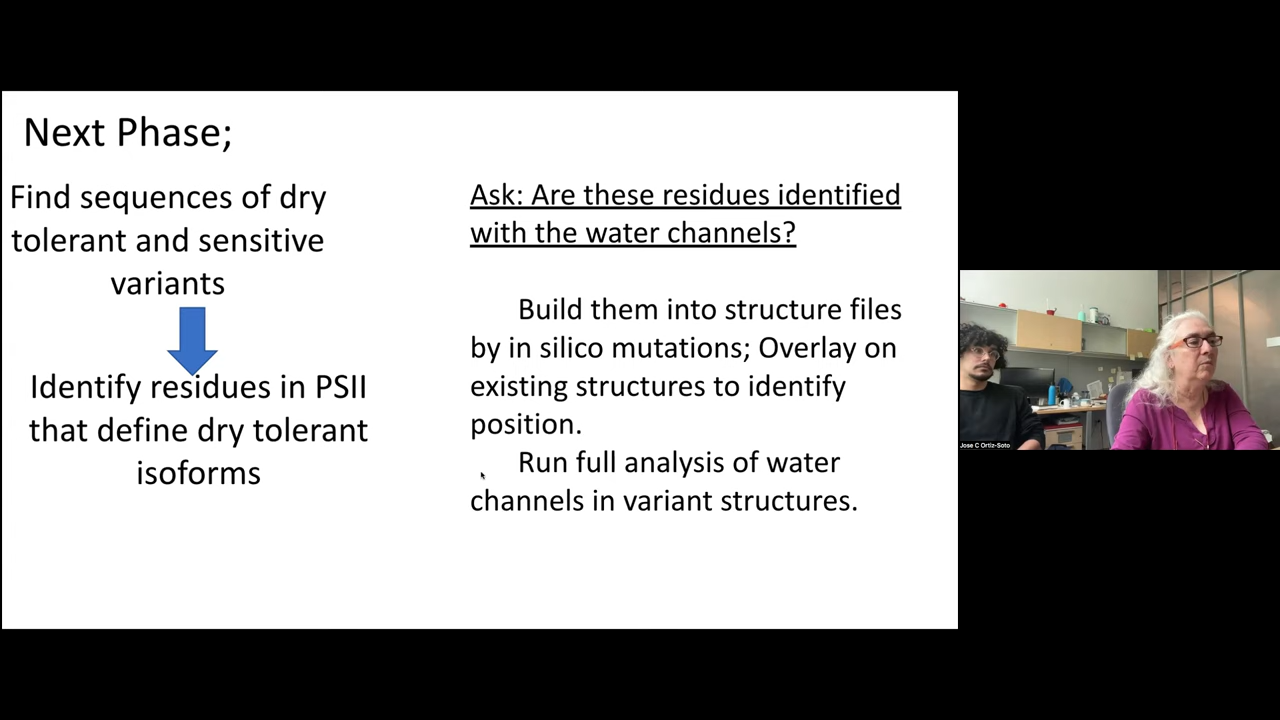 Next Phase;
Find sequences of dry
tolerant and sensitive
variants
Identify residues in PSII
that define dry tolerant
isoforms
Ask: Are these residues identified
with the water channels?
Build them into structure files
by in silico mutations; Overlay on
existing structures to identify
position.
Run full analysis of water
channels in variant structures.
Jose C Ortiz-Soto